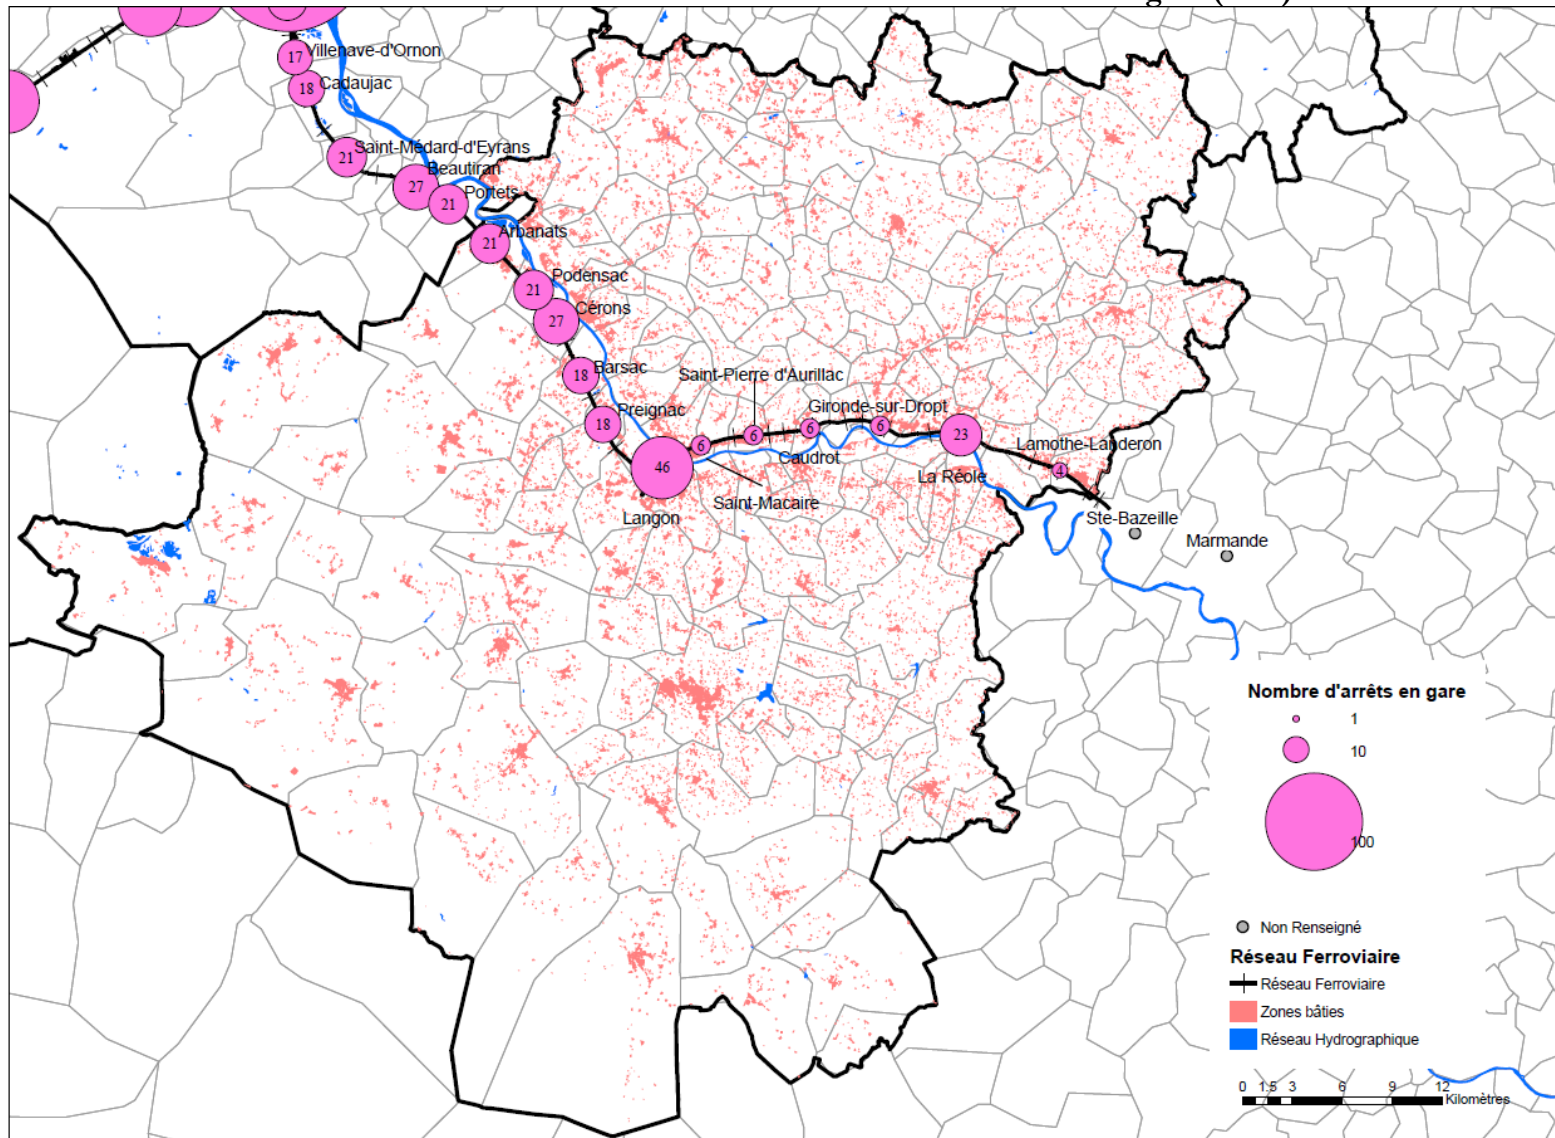 17 Villenave-d'Ornon
18 Cadaujac
21 Saint-Médard-d'Eyrans
27 Beautiran
21 Portets
21 Arbanats
21 Podensac
27 Cérons
18 Barsac
18 Preignac
46
Langon
6
Saint-Macaire
Saint-Pierre d'Aurillac
6
6
Caudrot
Gironde-sur-Dropt
6
23
La Réole
Lamothe-Landeron
4
Ste-Bazeille
Marmande
Nombre d'arrêts en gare
1
10
100
Non Renseigné
Réseau Ferroviaire
Réseau Ferroviaire
Zones bâties
Réseau Hydrographique
0 1.5 3 6 9 12
Kilomètres